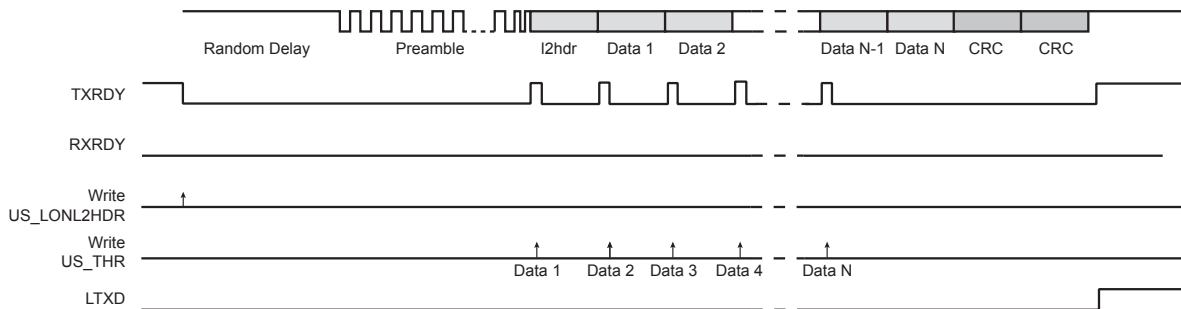 Random Delay Preamble l2hdr Data 1 Data 2 Data N-1 Data N CRC CRC
TXRDY
RXRDY
Write
US_LONL2HDR
Write
US_THR
Data 1 Data 2 Data 3 Data 4 Data N
LTXD